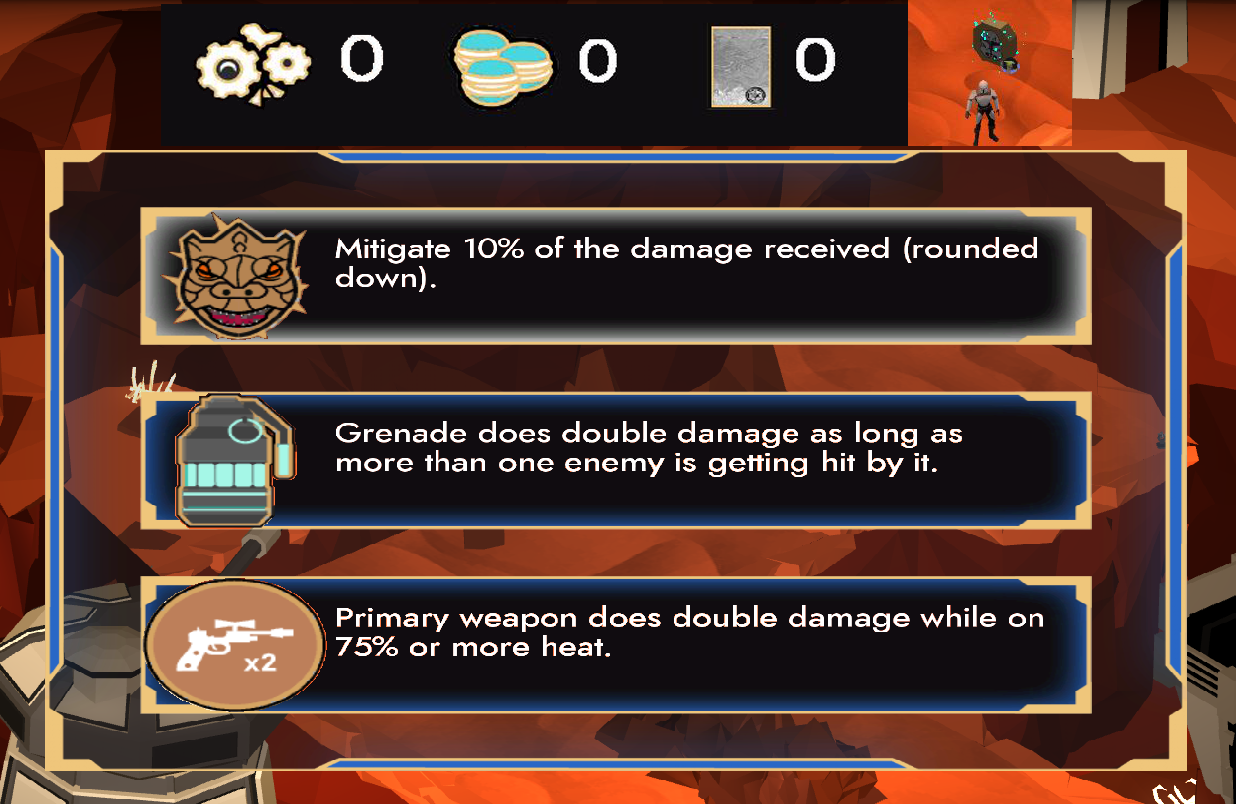 0 0 0
Mitigate 10% of the damage received (rounded
down).
Grenade does double damage as long as
more than one enemy is getting hit by it.
Primary weapon does double damage while on
75% or more heat.
x2